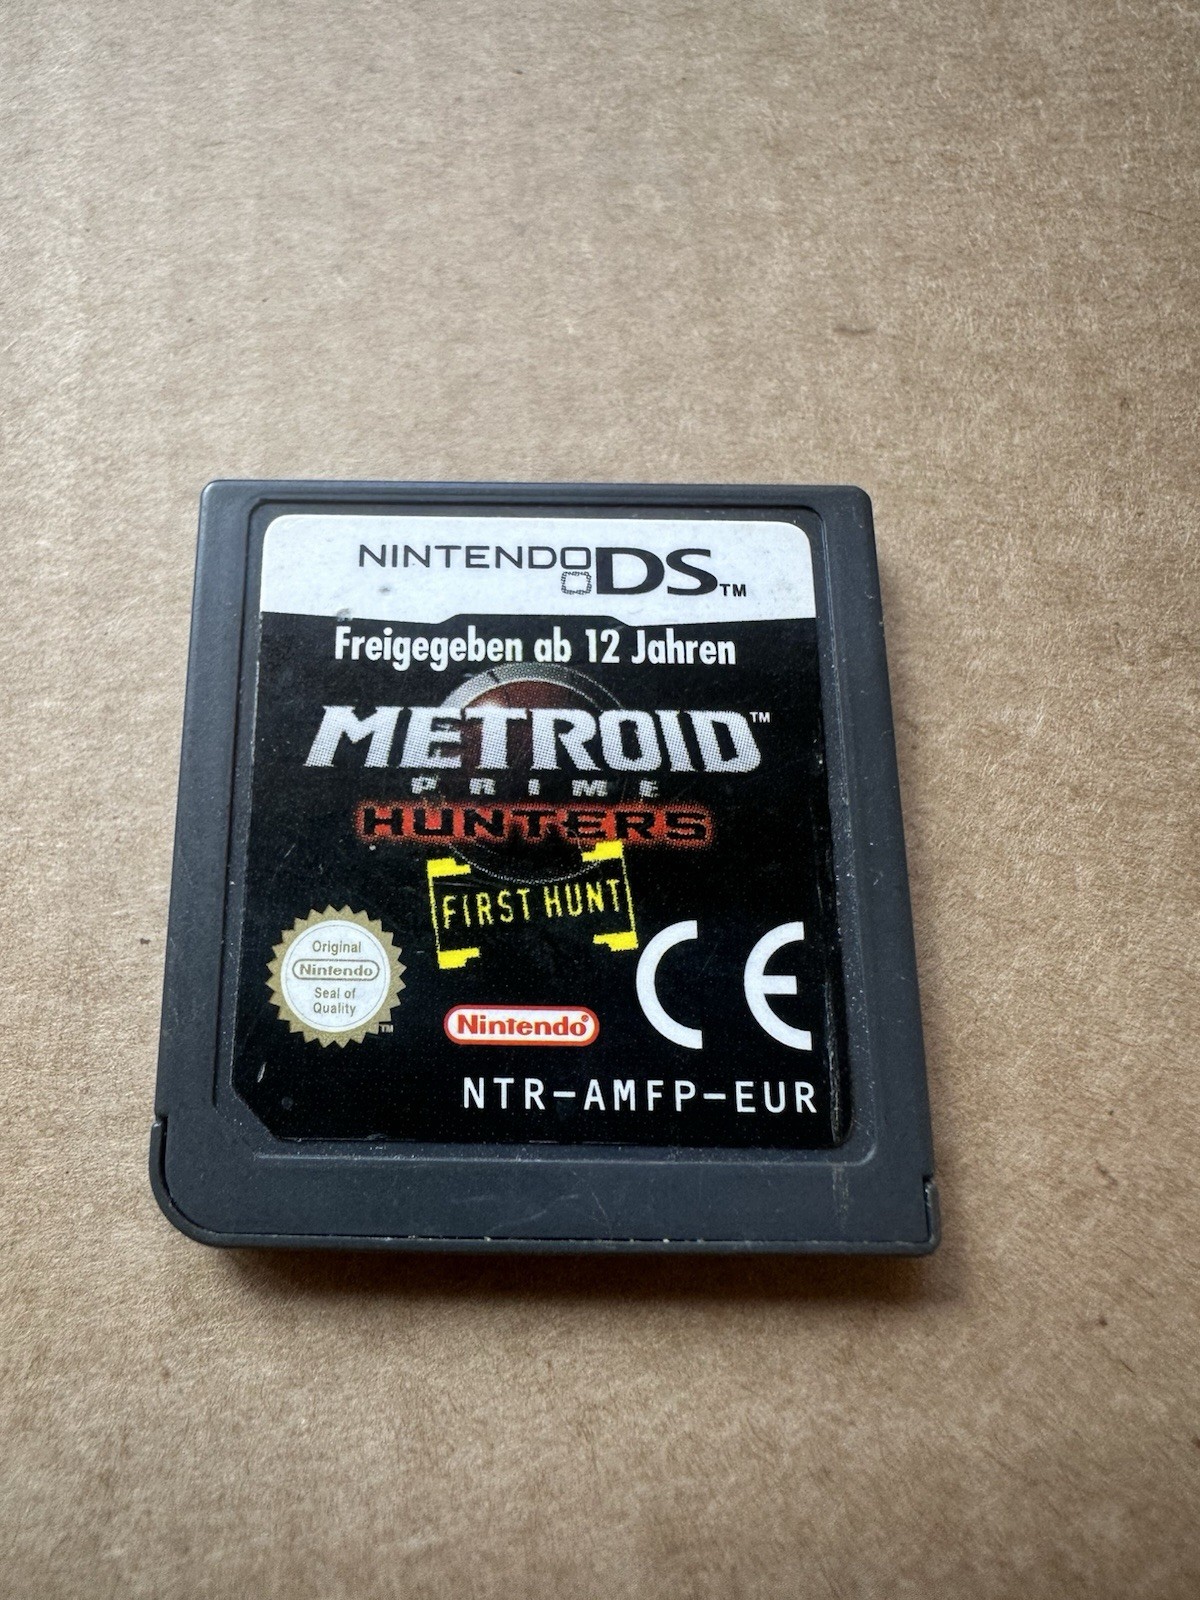 NINTENDO DS™
Freigegeben ab 12 Jahren
METROID™
PRIME
HUNTERS
FIRST HUNT
Original
Nintendo
Seal of
Quality
™
Nintendo®
CE
NTR-AMFP-EUR